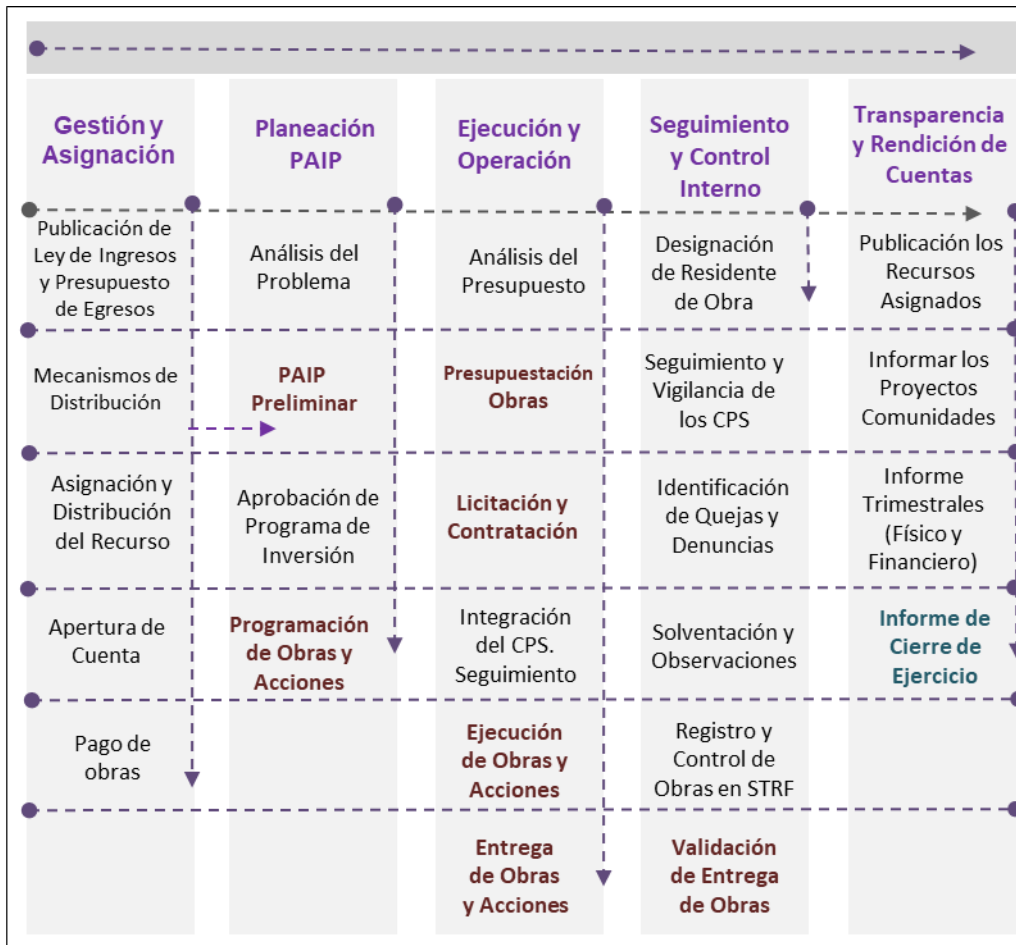 Gestión y
Asignación
Planeación
PAIP
Ejecución y
Operación
Seguimiento
y Control
Interno
Transparencia
y Rendición de
Cuentas
Publicación de
Ley de Ingresos
y Presupuesto
de Egresos
Análisis del
Problema
Análisis del
Presupuesto
Designación
de Residente
de Obra
Publicación los
Recursos
Asignados
Mecanismos de
Distribución
PAIP
Preliminar
Presupuestación
Obras
Seguimiento y
Vigilancia de
los CPS
Informar los
Proyectos
Comunidades
Asignación y
Distribución
del Recurso
Aprobación de
Programa de
Inversión
Licitación y
Contratación
Identificación
de Quejas y
Denuncias
Informe
Trimestrales
(Físico y
Financiero)
Apertura de
Cuenta
Programación
de Obras y
Acciones
Integración
del CPS.
Seguimiento
Solventación y
Observaciones
Informe de
Cierre de
Ejercicio
Pago de
obras
Ejecución
de Obras y
Acciones
Registro y
Control de
Obras en STRF
Entrega
de Obras
y Acciones
Validación
de Entrega
de Obras